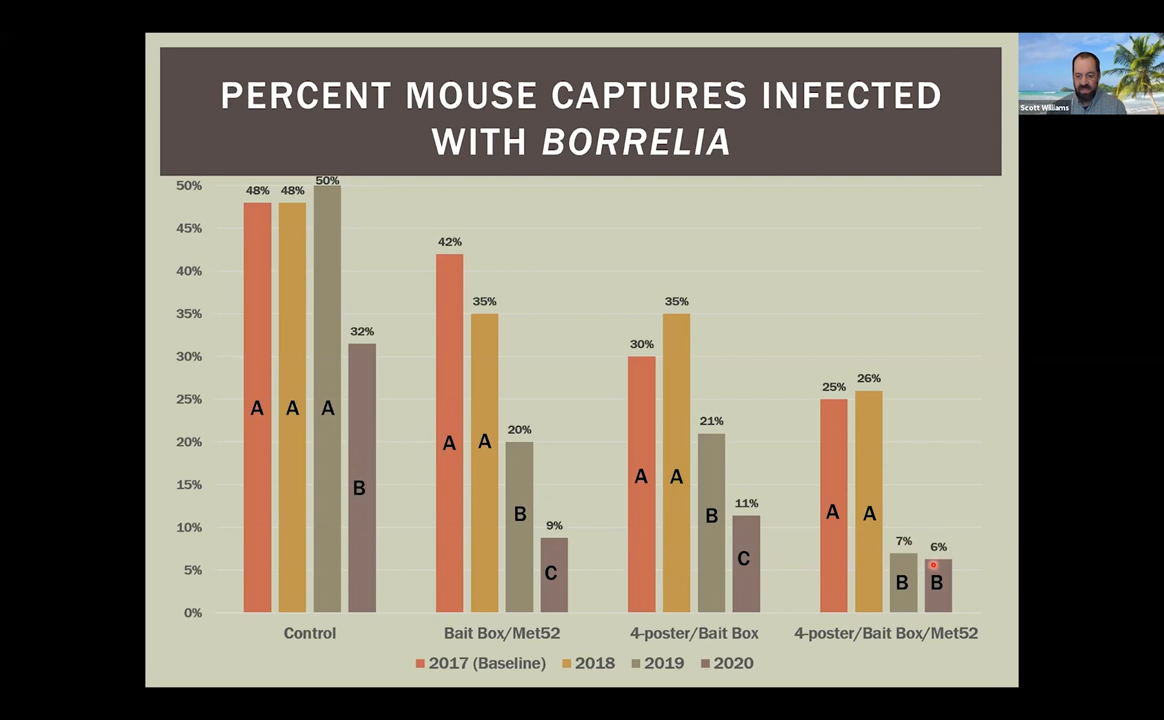 PERCENT MOUSE CAPTURES INFECTED
WITH BORRELIA
Scott Williams
50%
45%
40%
35%
30%
25%
20%
15%
10%
5%
0%
48% 48% 50% 32%
A A A B
42% 35% 20% 9%
A A B C
30% 35% 21% 11%
A A B C
25% 26% 7% 6%
A A B B
Control Bait Box/Met52 4-poster/Bait Box 4-poster/Bait Box/Met52
2017 (Baseline) 2018 2019 2020